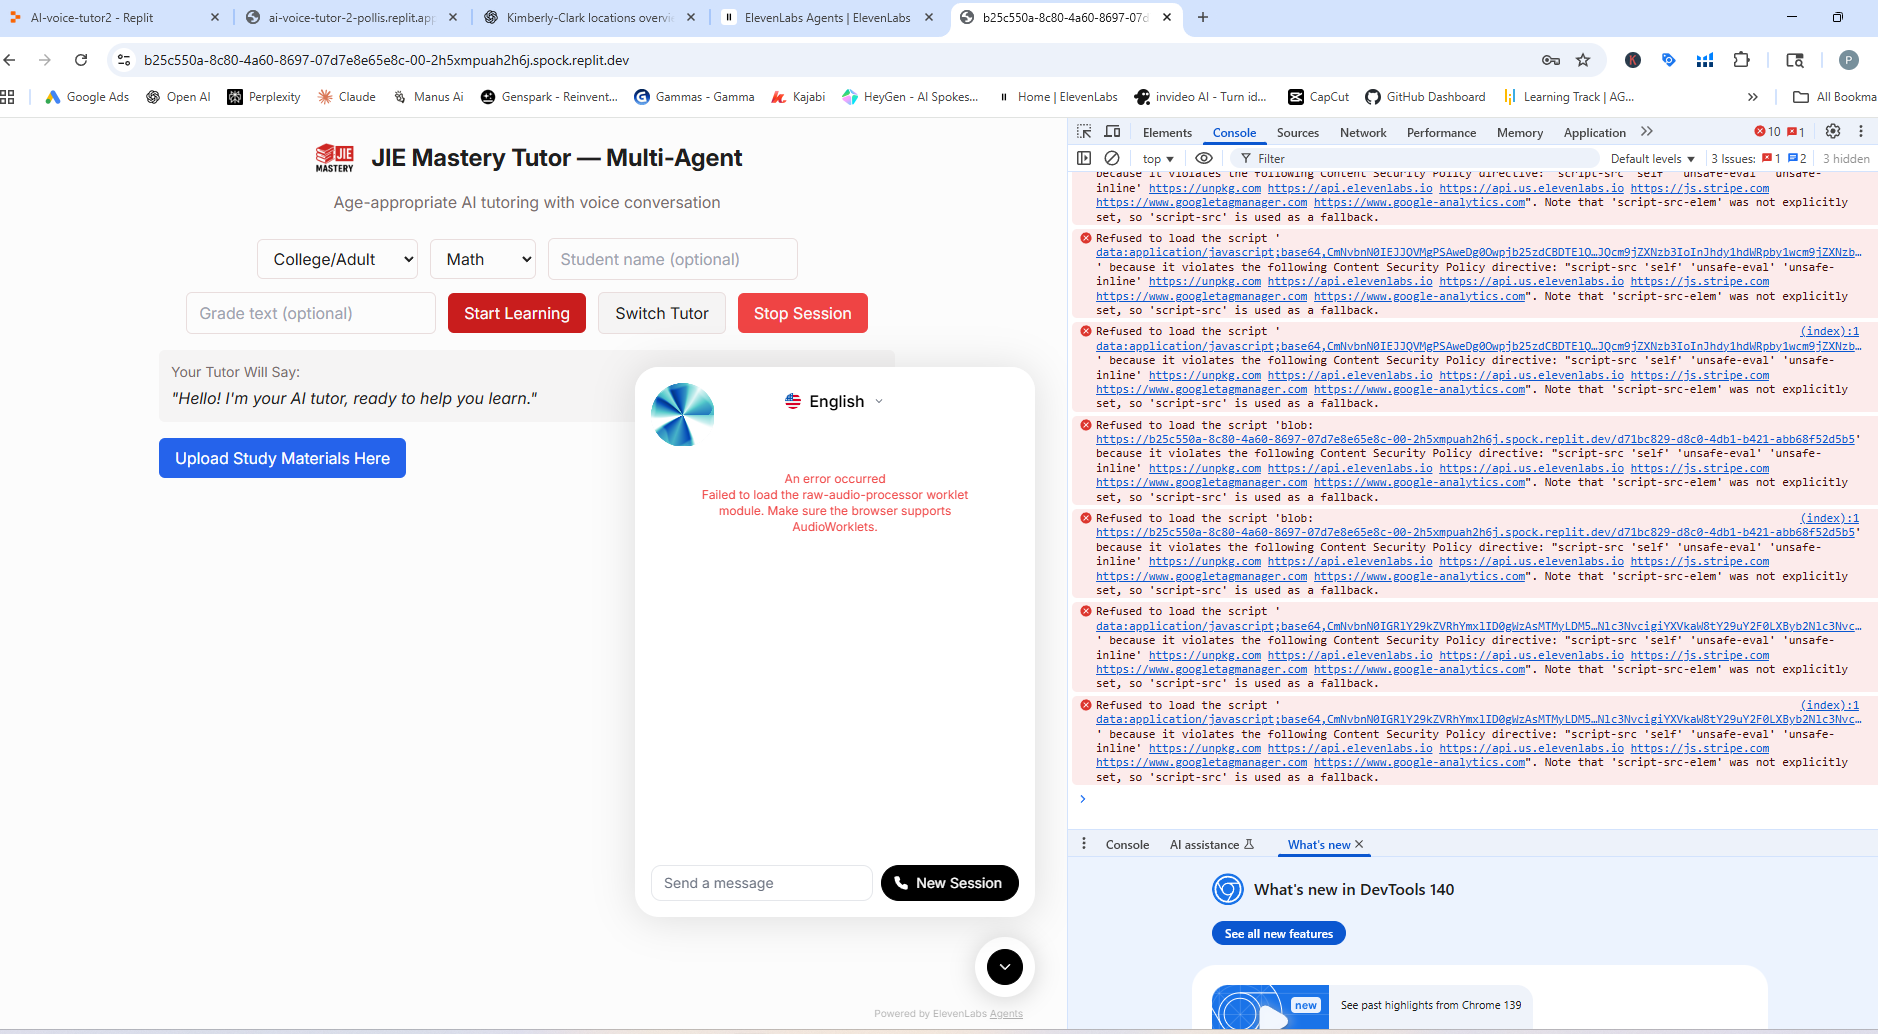 AI-voice-tutor2 - Replit
ai-voice-tutor-2-pollis.replit.app
Kimberly-Clark locations overvi
ElevenLabs Agents | ElevenLabs
b25c550a-8c80-4a60-8697-07d
b25c550a-8c80-4a60-8697-07d7e8e65e8c-00-2h5xmpuah2h6j.spock.replit.dev
P
Google Ads
Open AI
Perplexity
Claude
Manus Ai
Genspark - Reinvent...
Gammas - Gamma
Kajabi
HeyGen - AI Spokes...
Home | ElevenLabs
invideo AI - Turn id...
CapCut
GitHub Dashboard
Learning Track | AG...
All Bookma
JIE MASTERY
JIE Mastery Tutor — Multi-Agent
Age-appropriate AI tutoring with voice conversation
College/Adult
Math
Student name (optional)
Grade text (optional)
Start Learning
Switch Tutor
Stop Session
Your Tutor Will Say:
"Hello! I'm your AI tutor, ready to help you learn."
Upload Study Materials Here
English
An error occurred
Failed to load the raw-audio-processor worklet
module. Make sure the browser supports
AudioWorklets.
Send a message
New Session
Powered by ElevenLabs Agents
Elements
Console
Sources
Network
Performance
Memory
Application
10
1
top
Filter
Default levels
3 Issues:
1
2
3 hidden
because it violates the following Content Security Policy directive: "script-src 'self' 'unsafe-eval' 'unsafe-
inline' https://unpkg.com https://api.elevenlabs.io https://api.us.elevenlabs.io https://js.stripe.com
https://www.googletagmanager.com https://www.google-analytics.com". Note that 'script-src-elem' was not explicitly
set, so 'script-src' is used as a fallback.
Refused to load the script '
' because it violates the following Content Security Policy directive: "script-src 'self' 'unsafe-eval' 'unsafe-
inline' https://unpkg.com https://api.elevenlabs.io https://api.us.elevenlabs.io https://js.stripe.com
https://www.googletagmanager.com https://www.google-analytics.com". Note that 'script-src-elem' was not explicitly
set, so 'script-src' is used as a fallback.
Refused to load the script '
(index):1
' because it violates the following Content Security Policy directive: "script-src 'self' 'unsafe-eval' 'unsafe-
inline' https://unpkg.com https://api.elevenlabs.io https://api.us.elevenlabs.io https://js.stripe.com
https://www.googletagmanager.com https://www.google-analytics.com". Note that 'script-src-elem' was not explicitly
set, so 'script-src' is used as a fallback.
Refused to load the script 'blob:
https://b25c550a-8c80-4a60-8697-07d7e8e65e8c-00-2h5xmpuah2h6j.spock.replit.dev/d71bc829-d8c0-4db1-b421-abb68f52d5b5'
because it violates the following Content Security Policy directive: "script-src 'self' 'unsafe-eval' 'unsafe-
inline' https://unpkg.com https://api.elevenlabs.io https://api.us.elevenlabs.io https://js.stripe.com
https://www.googletagmanager.com https://www.google-analytics.com". Note that 'script-src-elem' was not explicitly
set, so 'script-src' is used as a fallback.
Refused to load the script 'blob:
(index):1
https://b25c550a-8c80-4a60-8697-07d7e8e65e8c-00-2h5xmpuah2h6j.spock.replit.dev/d71bc829-d8c0-4db1-b421-abb68f52d5b5'
because it violates the following Content Security Policy directive: "script-src 'self' 'unsafe-eval' 'unsafe-
inline' https://unpkg.com https://api.elevenlabs.io https://api.us.elevenlabs.io https://js.stripe.com
https://www.googletagmanager.com https://www.google-analytics.com". Note that 'script-src-elem' was not explicitly
set, so 'script-src' is used as a fallback.
Refused to load the script '
' because it violates the following Content Security Policy directive: "script-src 'self' 'unsafe-eval' 'unsafe-
inline' https://unpkg.com https://api.elevenlabs.io https://api.us.elevenlabs.io https://js.stripe.com
https://www.googletagmanager.com https://www.google-analytics.com". Note that 'script-src-elem' was not explicitly
set, so 'script-src' is used as a fallback.
Refused to load the script '
(index):1
' because it violates the following Content Security Policy directive: "script-src 'self' 'unsafe-eval' 'unsafe-
inline' https://unpkg.com https://api.elevenlabs.io https://api.us.elevenlabs.io https://js.stripe.com
https://www.googletagmanager.com https://www.google-analytics.com". Note that 'script-src-elem' was not explicitly
set, so 'script-src' is used as a fallback.
Console
AI assistance
What's new
What's new in DevTools 140
See all new features
new
See past highlights from Chrome 139